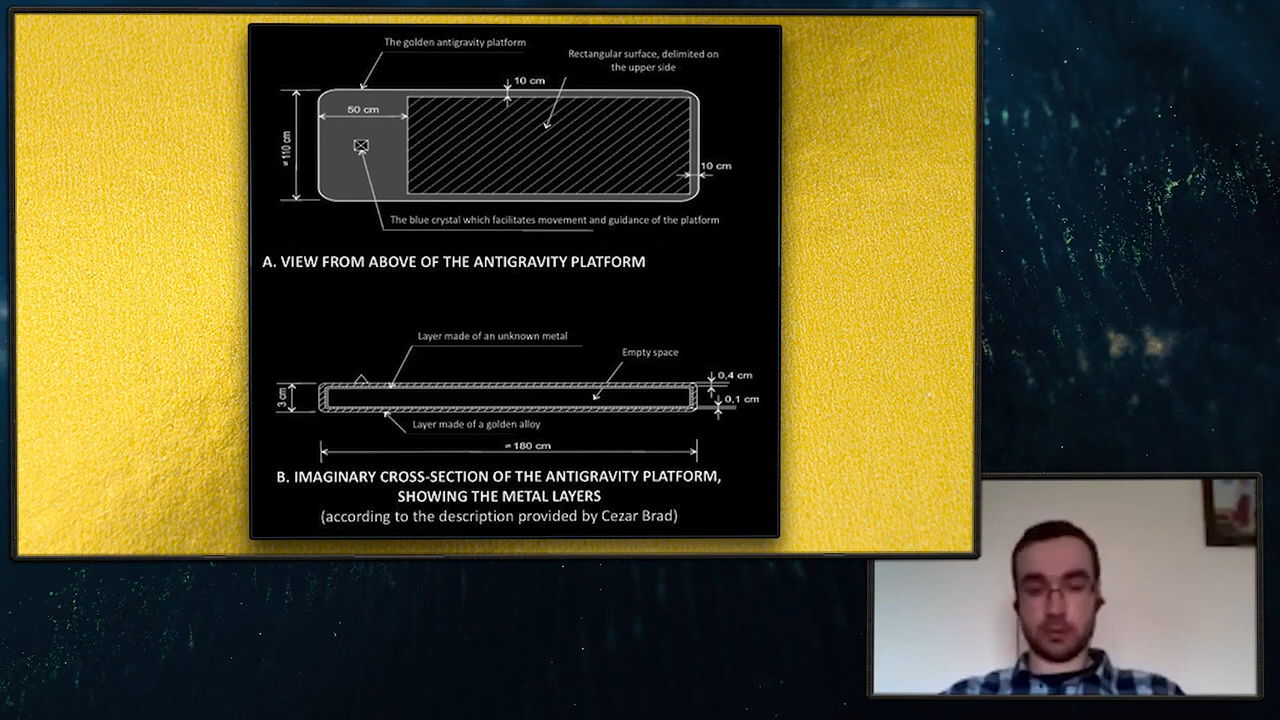 The golden antigravity platform
Rectangular surface, delimited on
the upper side
10 cm
50 cm
≈110 cm
10 cm
The blue crystal which facilitates movement and guidance of the platform
A. VIEW FROM ABOVE OF THE ANTIGRAVITY PLATFORM
Layer made of an unknown metal
Empty space
0,4 cm
3 cm
0,1 cm
Layer made of a golden alloy
≈180 cm
B. IMAGINARY CROSS-SECTION OF THE ANTIGRAVITY PLATFORM,
SHOWING THE METAL LAYERS
(according to the description provided by Cezar Brad)